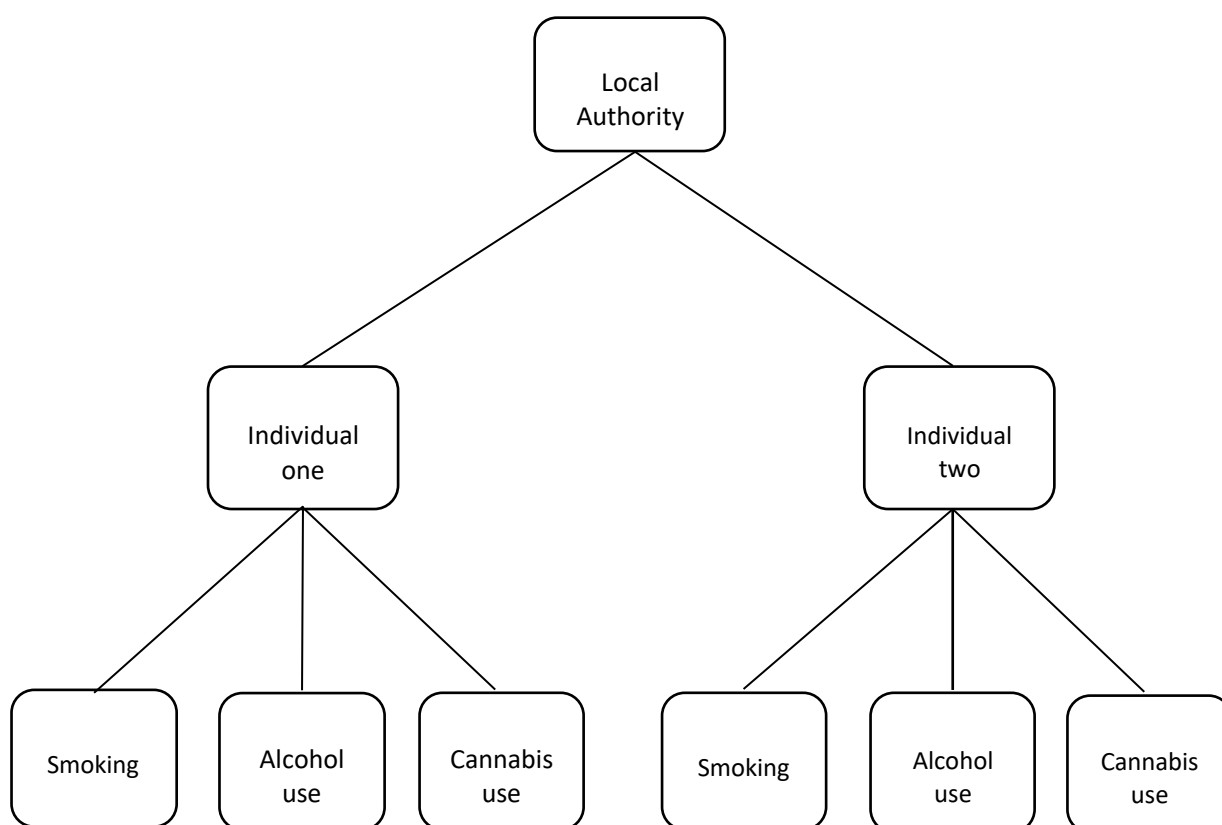 Local
Authority
Individual
one
Individual
two
Smoking
Alcohol
use
Cannabis
use
Smoking
Alcohol
use
Cannabis
use